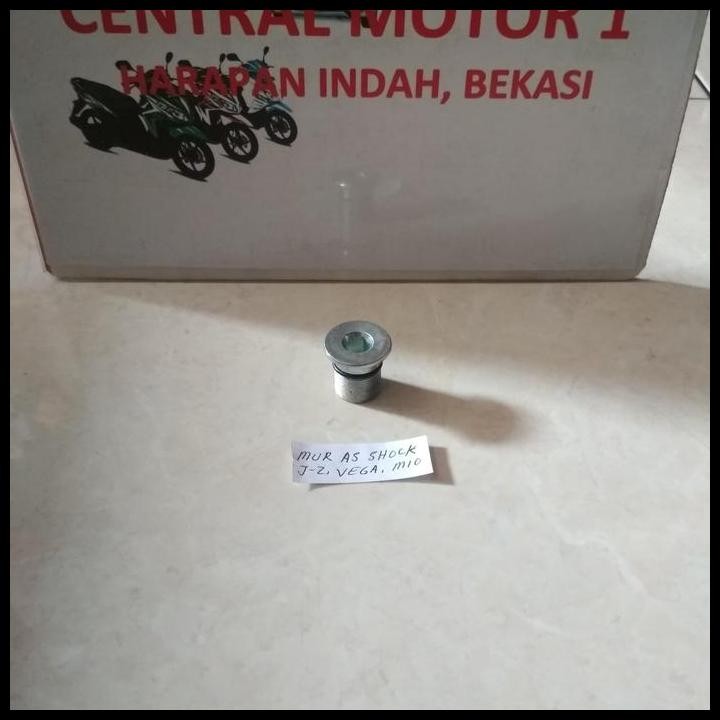 CENTRAL MOTOR 1
HARAPAN INDAH, BEKASI
MUR AS SHOCK
J-Z, VEGA, MIO